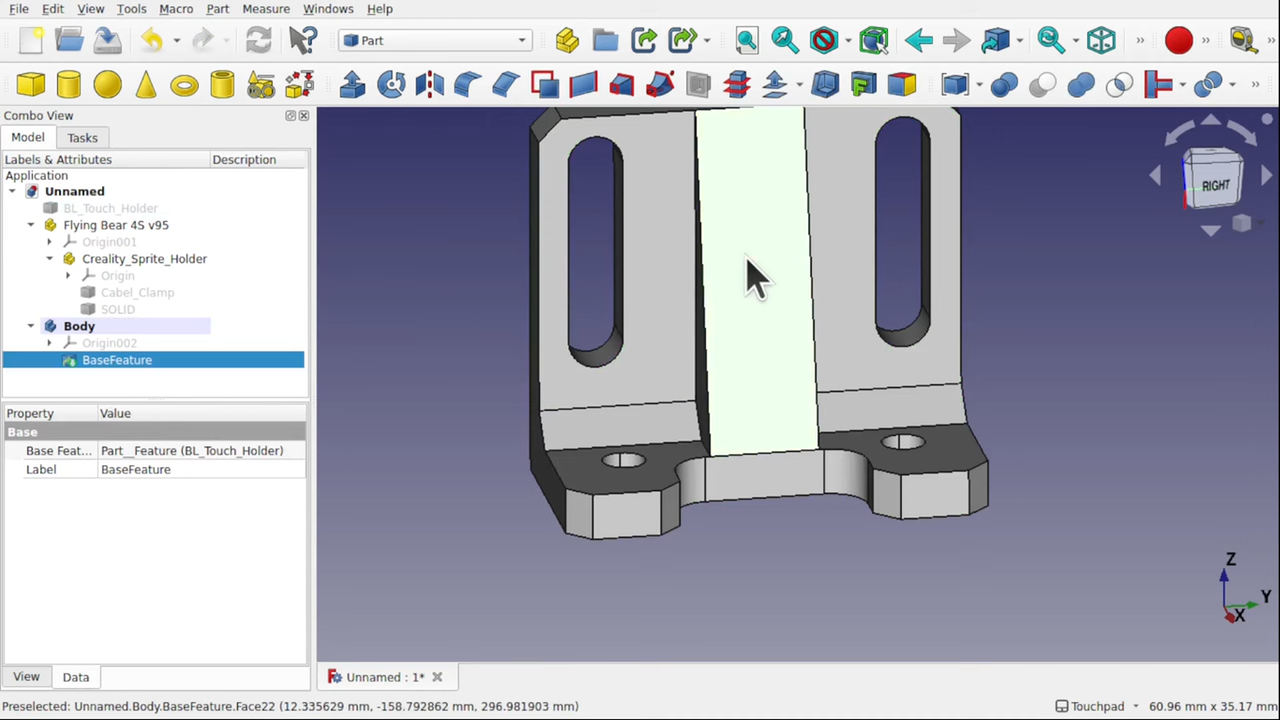 File Edit View Tools Macro Part Measure Windows Help
Part
Combo View
Model Tasks
Labels & Attributes Description
Application
Unnamed
BL_Touch_Holder
Flying Bear 4S v95
Origin001
Creality_Sprite_Holder
Origin
Cabel_Clamp
SOLID
Body
Origin002
BaseFeature
Property Value
Base
Base Feat... Part__Feature (BL_Touch_Holder)
Label BaseFeature
View Data
RIGHT
Z
Y
X
Unnamed : 1*
Preselected: Unnamed.Body.BaseFeature.Face22 (12.335629 mm, -158.792862 mm, 296.981903 mm)
Touchpad 60.96 mm x 35.17 mm